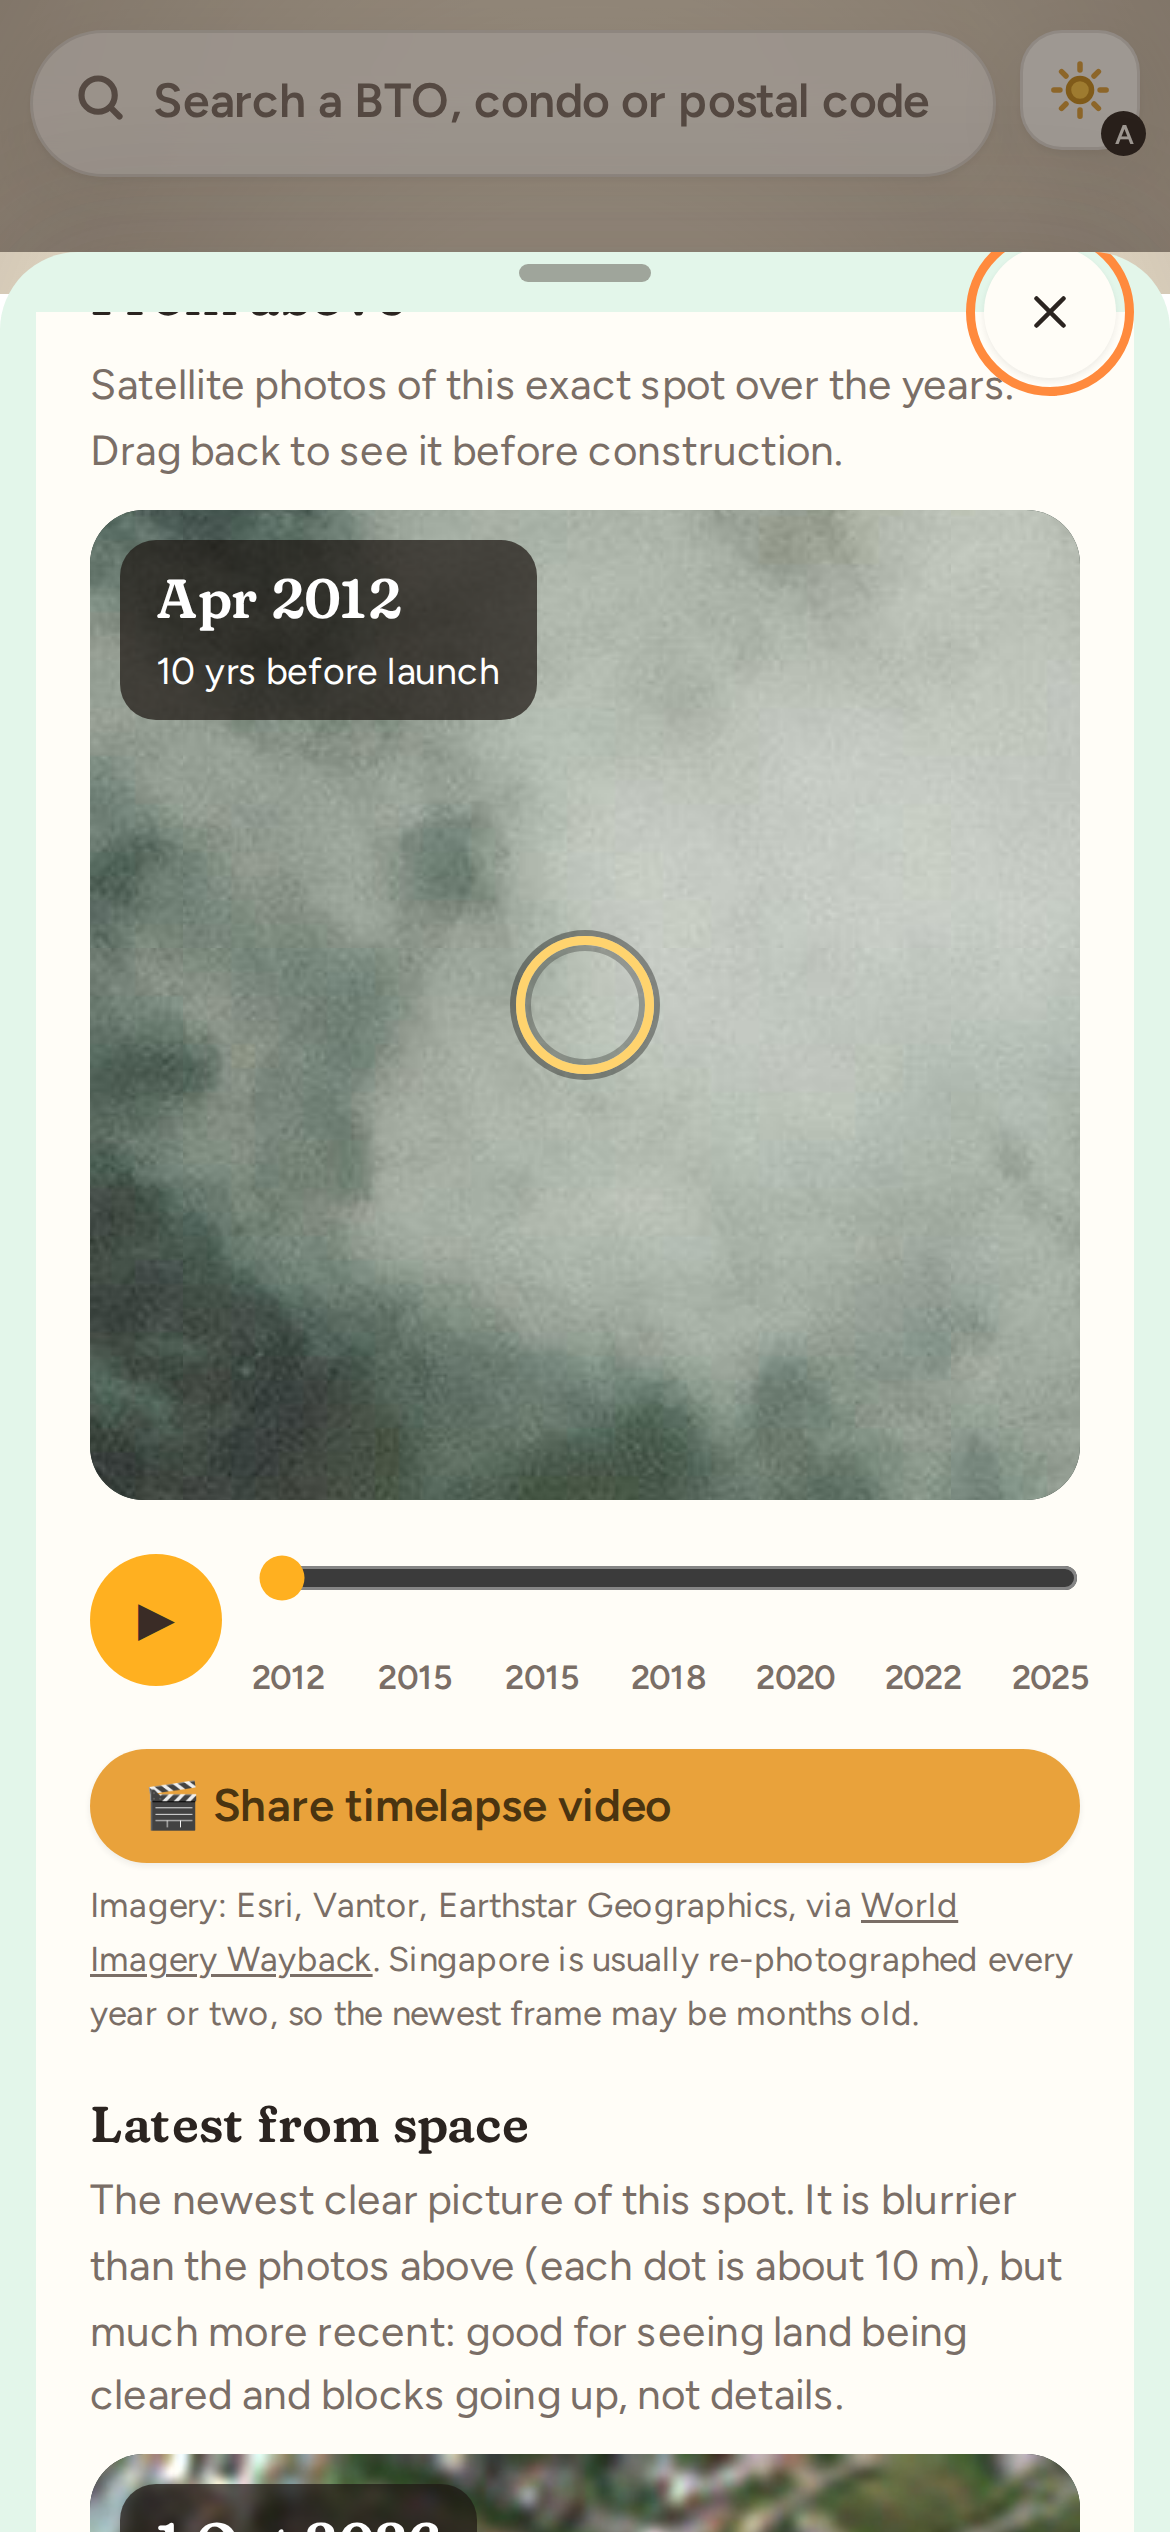 Search a BTO, condo or postal code
A
From above
Satellite photos of this exact spot over the years.
Drag back to see it before construction.
Apr 2012
10 yrs before launch
2012 2015 2015 2018 2020 2022 2025
Share timelapse video
Imagery: Esri, Vantor, Earthstar Geographics, via World
Imagery Wayback. Singapore is usually re-photographed every
year or two, so the newest frame may be months old.
Latest from space
The newest clear picture of this spot. It is blurrier
than the photos above (each dot is about 10 m), but
much more recent: good for seeing land being
cleared and blocks going up, not details.